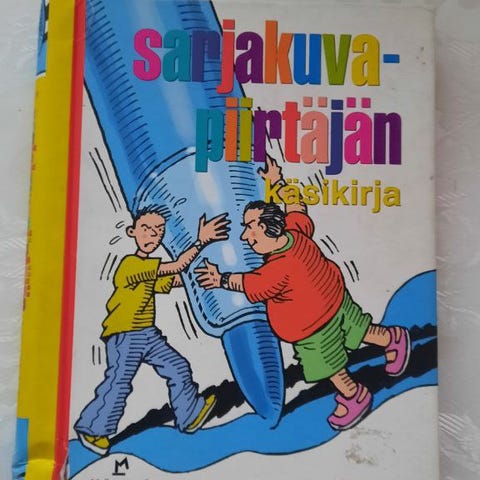 sarjakuva-
piirtäjän
käsikirja
M